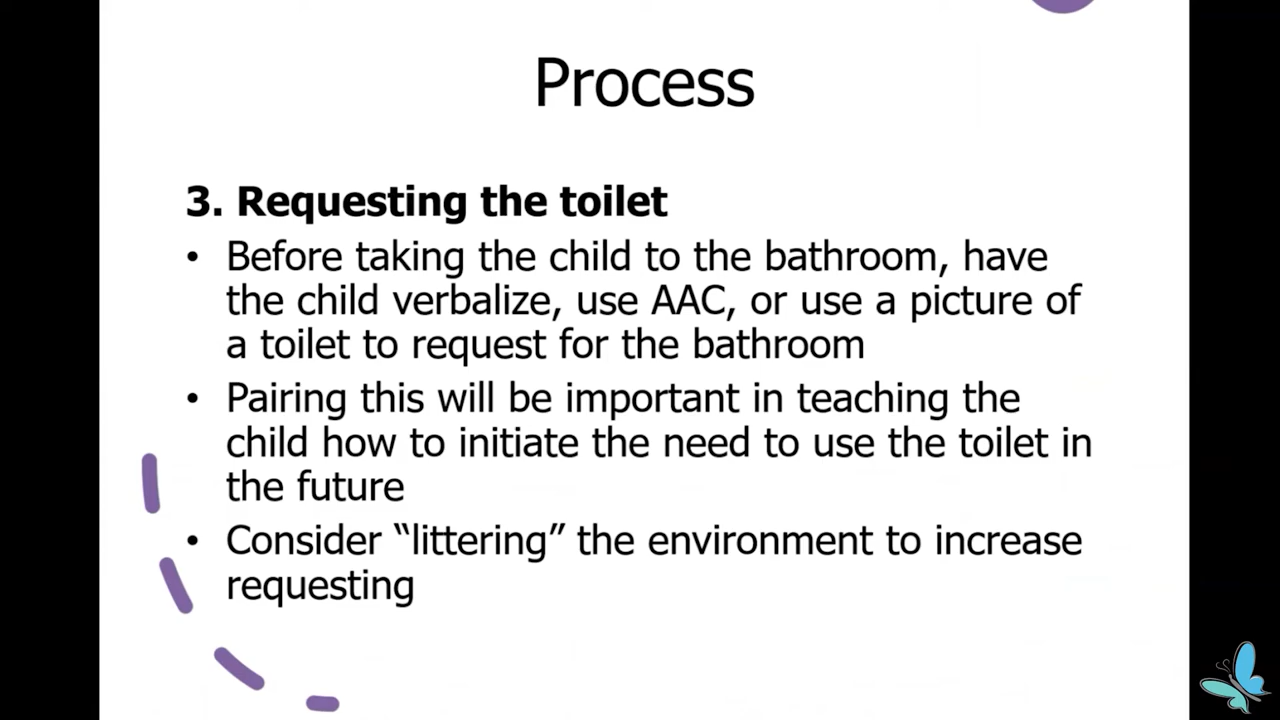 Process
3. Requesting the toilet
• Before taking the child to the bathroom, have
the child verbalize, use AAC, or use a picture of
a toilet to request for the bathroom
• Pairing this will be important in teaching the
child how to initiate the need to use the toilet in
the future
• Consider “littering” the environment to increase
requesting